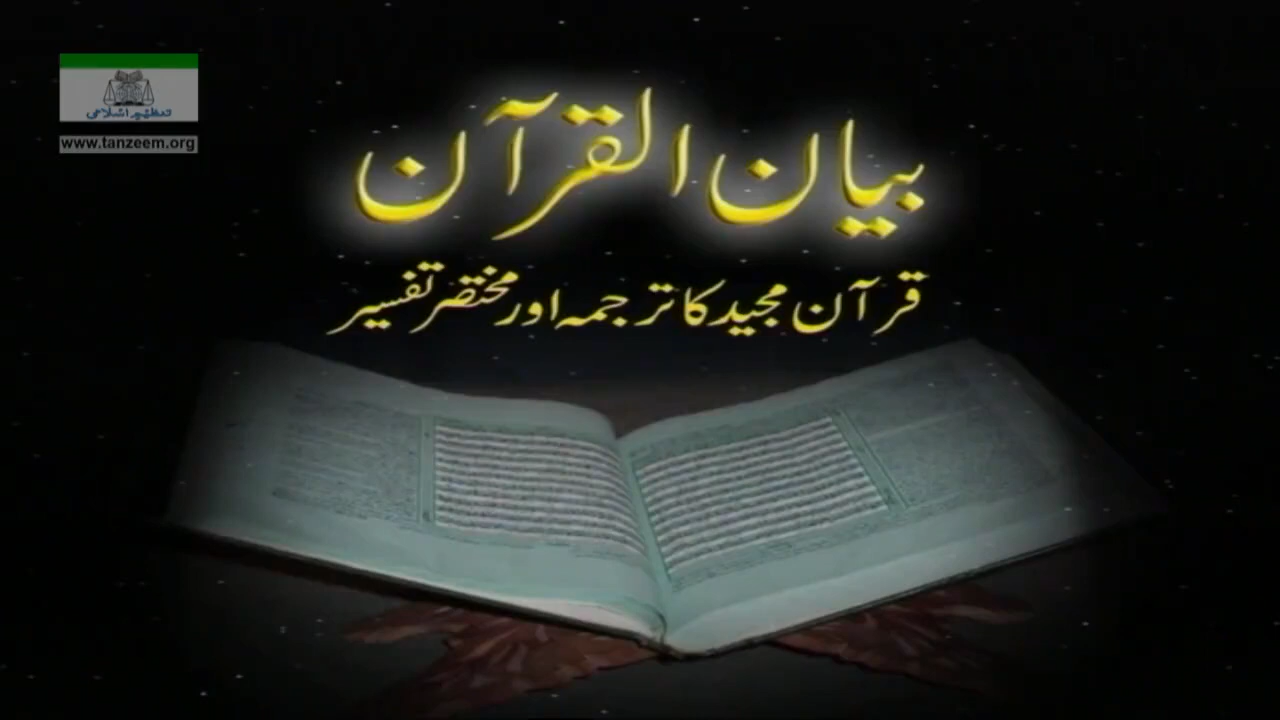 تنظیم اسلامی
www.tanzeem.org
بیان القرآن
قرآن مجید کا ترجمہ اور مختصر تفسیر